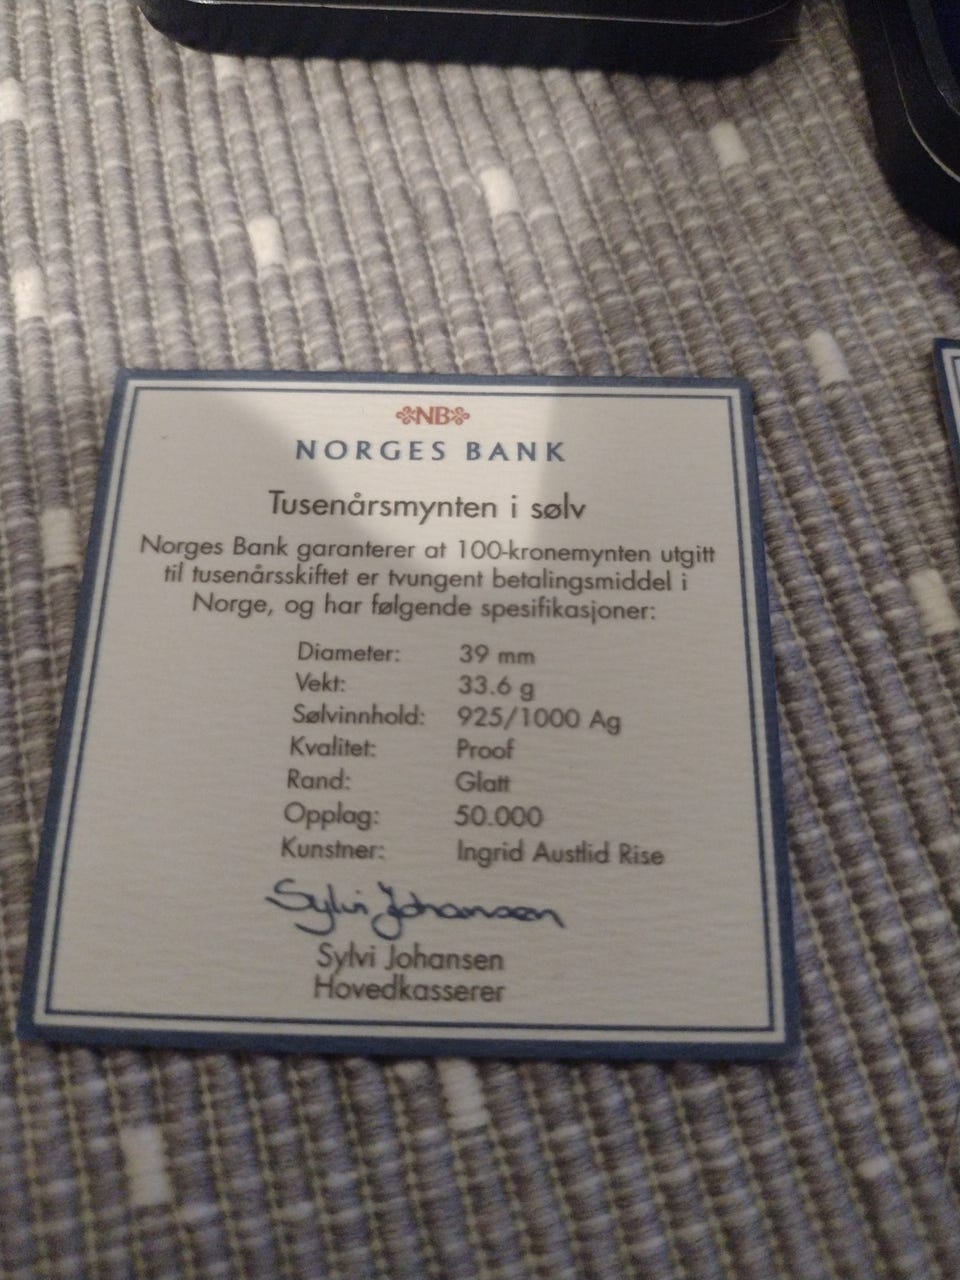 NB
NORGES BANK
Tusenårsmynten i sølv
Norges Bank garanterer at 100-kronemynten utgitt
til tusenårsskiftet er tvungent betalingsmiddel i
Norge, og har følgende spesifikasjoner:
Diameter: 39 mm
Vekt: 33.6 g
Sølvinnhold: 925/1000 Ag
Kvalitet: Proof
Rand: Glatt
Opplag: 50.000
Kunstner: Ingrid Austlid Rise
Sylvi Johansen
Sylvi Johansen
Hovedkasserer